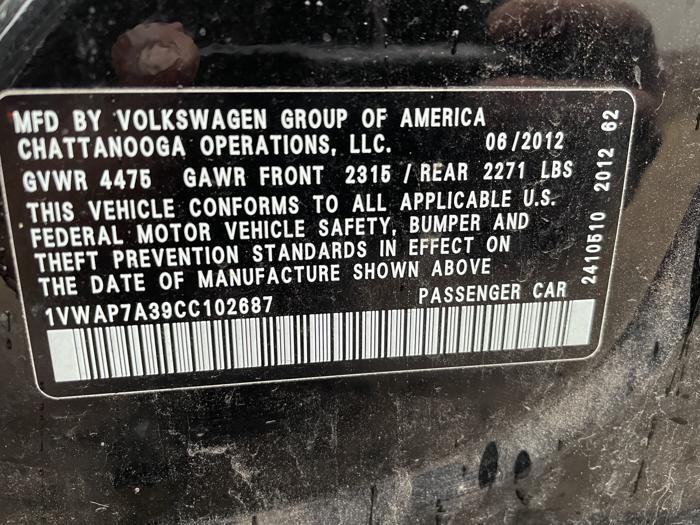 MFD BY VOLKSWAGEN GROUP OF AMERICA
CHATTANOOGA OPERATIONS, LLC. 06/2012
GVWR 4475 GAWR FRONT 2315 / REAR 2271 LBS
THIS VEHICLE CONFORMS TO ALL APPLICABLE U.S.
FEDERAL MOTOR VEHICLE SAFETY, BUMPER AND
THEFT PREVENTION STANDARDS IN EFFECT ON
THE DATE OF MANUFACTURE SHOWN ABOVE
1VWAP7A39CC102687 PASSENGER CAR
2410610 2012 62